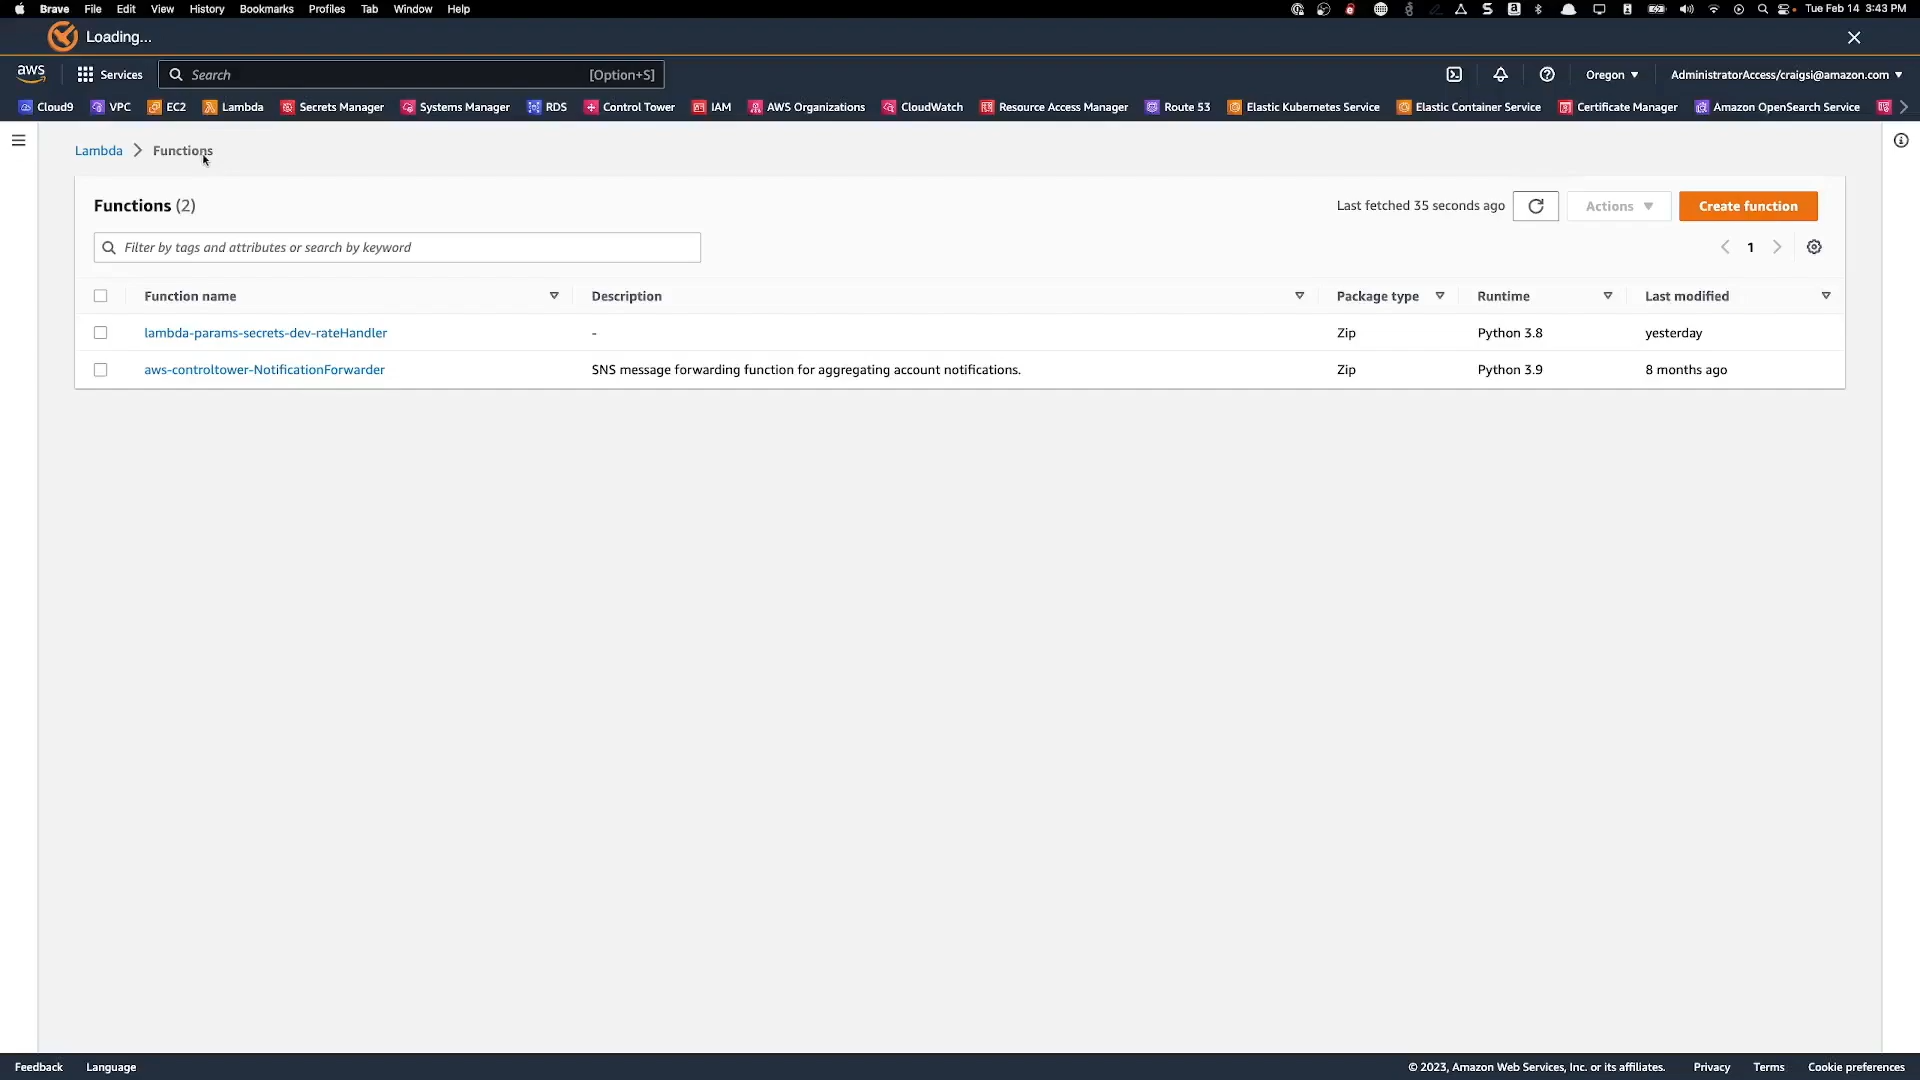 Brave File Edit View History Bookmarks Profiles Tab Window Help Tue Feb 14 3:43 PM
Loading...
aws Services Search [Option+S] Oregon AdministratorAccess/craigsi@amazon.com
Cloud9 VPC EC2 Lambda Secrets Manager Systems Manager RDS Control Tower IAM AWS Organizations CloudWatch Resource Access Manager Route 53 Elastic Kubernetes Service Elastic Container Service Certificate Manager Amazon OpenSearch Service
Lambda > Functions
Functions (2) Last fetched 35 seconds ago Actions Create function
Filter by tags and attributes or search by keyword 1
Function name Description Package type Runtime Last modified
lambda-params-secrets-dev-rateHandler - Zip Python 3.8 yesterday
aws-controltower-NotificationForwarder SNS message forwarding function for aggregating account notifications. Zip Python 3.9 8 months ago
Feedback Language © 2023, Amazon Web Services, Inc. or its affiliates. Privacy Terms Cookie preferences